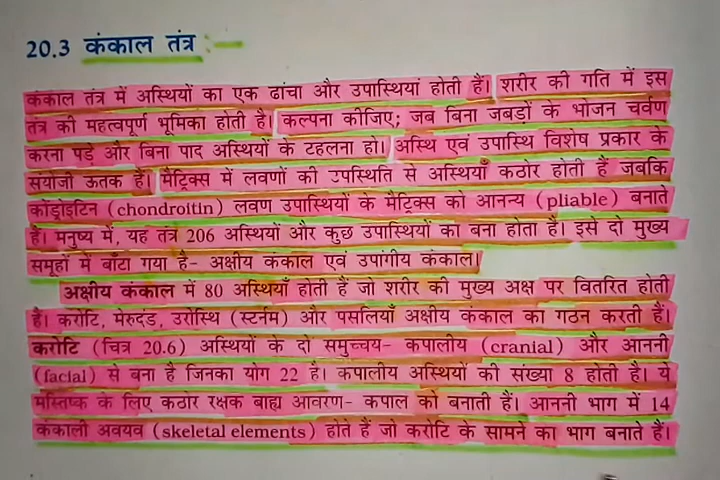 20.3 कंकाल तंत्र :-
कंकाल तंत्र में अस्थियों का एक ढांचा और उपास्थियां होती हैं। शरीर की गति में इस
तंत्र की महत्वपूर्ण भूमिका होती है। कल्पना कीजिए; जब बिना जबड़ों के भोजन चर्वण
करना पड़े और बिना पाद अस्थियों के टहलना हो। अस्थि एवं उपास्थि विशेष प्रकार के
संयोजी ऊतक हैं। मैट्रिक्स में लवणों की उपस्थिति से अस्थियाँ कठोर होती हैं जबकि
कोंड्रोइटिन (chondroitin) लवण उपास्थियों के मैट्रिक्स को आनन्य (pliable) बनाते
हैं। मनुष्य में, यह तंत्र 206 अस्थियों और कुछ उपास्थियों का बना होता है। इसे दो मुख्य
समूहों में बाँटा गया है- अक्षीय कंकाल एवं उपांगीय कंकाल।
अक्षीय कंकाल में 80 अस्थियाँ होती हैं जो शरीर की मुख्य अक्ष पर वितरित होती
हैं। करोटि, मेरुदंड, उरोस्थि (स्टर्नम) और पसलियाँ अक्षीय कंकाल का गठन करती हैं।
करोटि (चित्र 20.6) अस्थियों के दो समुच्चय- कपालीय (cranial) और आननी
(facial) से बना है जिनका योग 22 है। कपालीय अस्थियों की संख्या 8 होती है। ये
मस्तिष्क के लिए कठोर रक्षक बाह्य आवरण- कपाल को बनाती हैं। आननी भाग में 14
कंकाली अवयव (skeletal elements) होते हैं जो करोटि के सामने का भाग बनाते हैं।